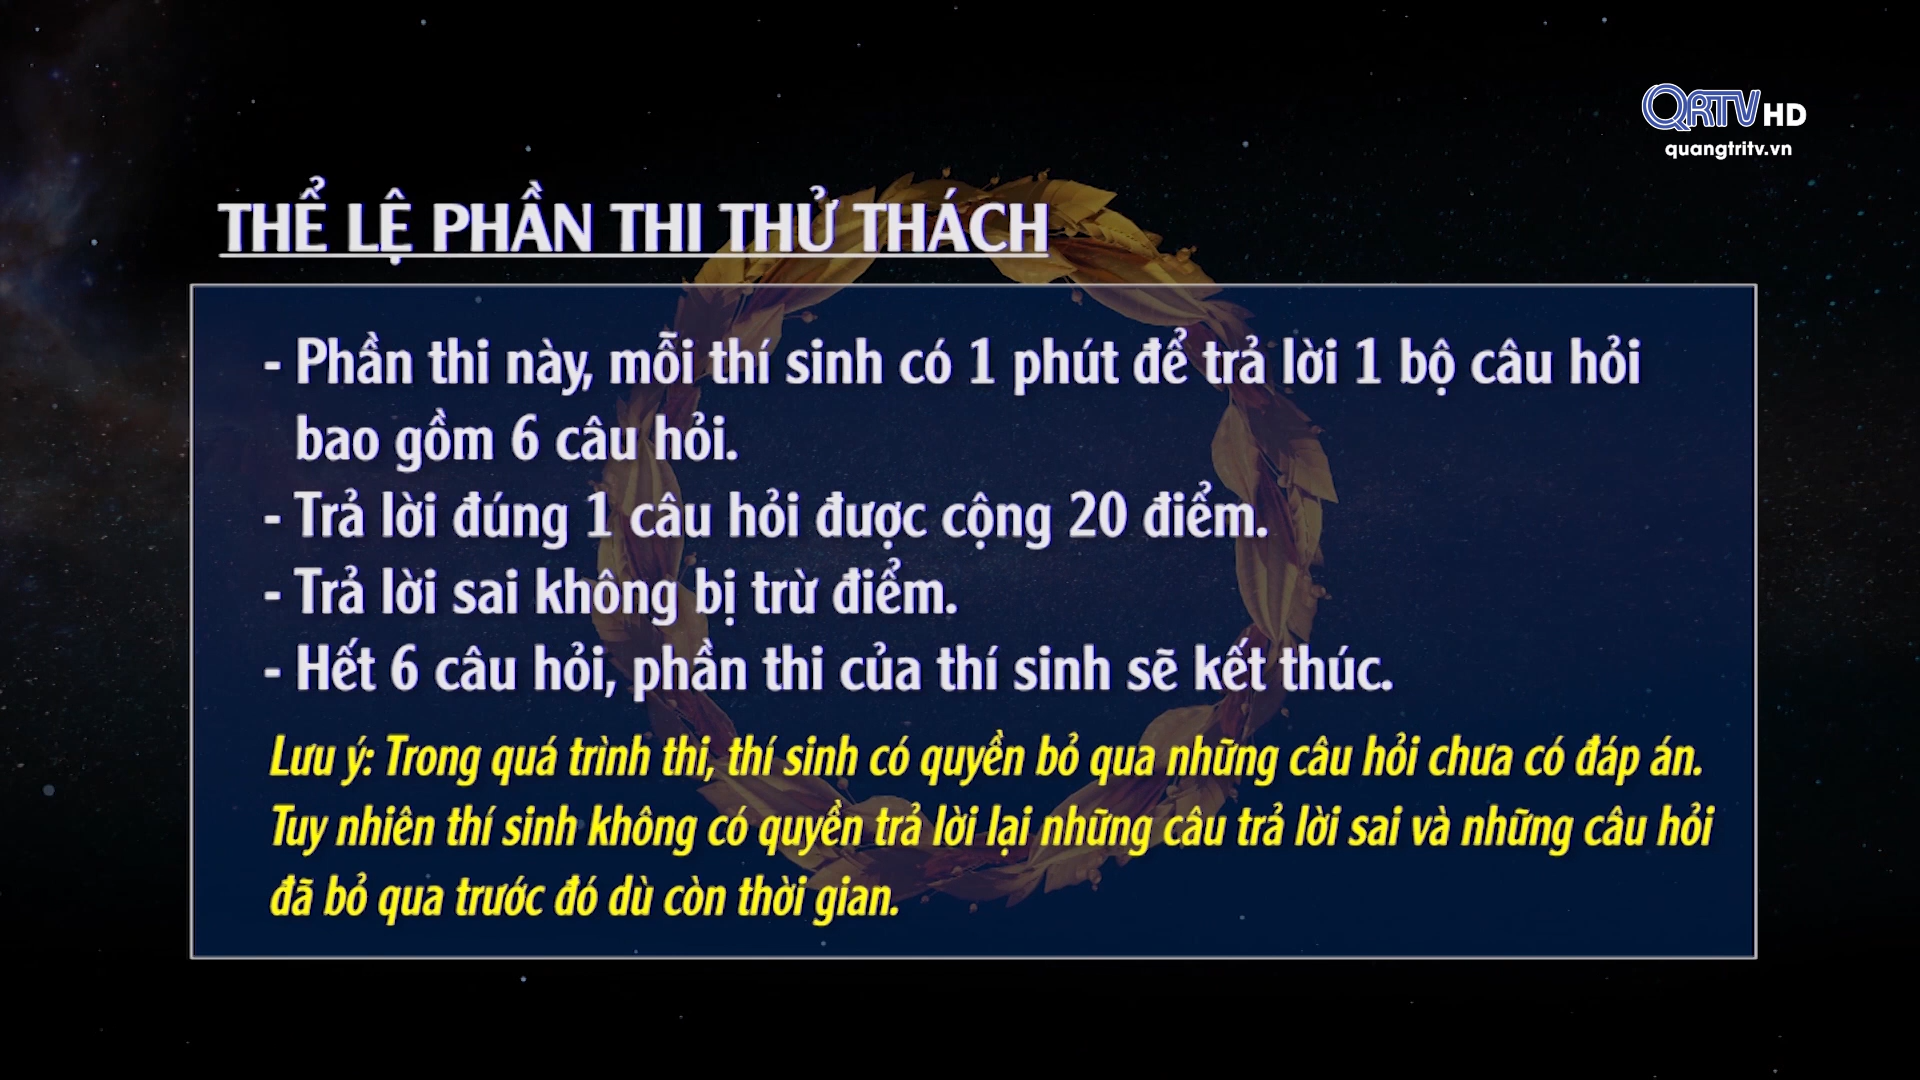 QRTV HD
quangtritv.vn
THỂ LỆ PHẦN THI THỬ THÁCH
- Phần thi này, mỗi thí sinh có 1 phút để trả lời 1 bộ câu hỏi
bao gồm 6 câu hỏi.
- Trả lời đúng 1 câu hỏi được cộng 20 điểm.
- Trả lời sai không bị trừ điểm.
- Hết 6 câu hỏi, phần thi của thí sinh sẽ kết thúc.
Lưu ý: Trong quá trình thi, thí sinh có quyền bỏ qua những câu hỏi chưa có đáp án.
Tuy nhiên thí sinh không có quyền trả lời lại những câu trả lời sai và những câu hỏi
đã bỏ qua trước đó dù còn thời gian.